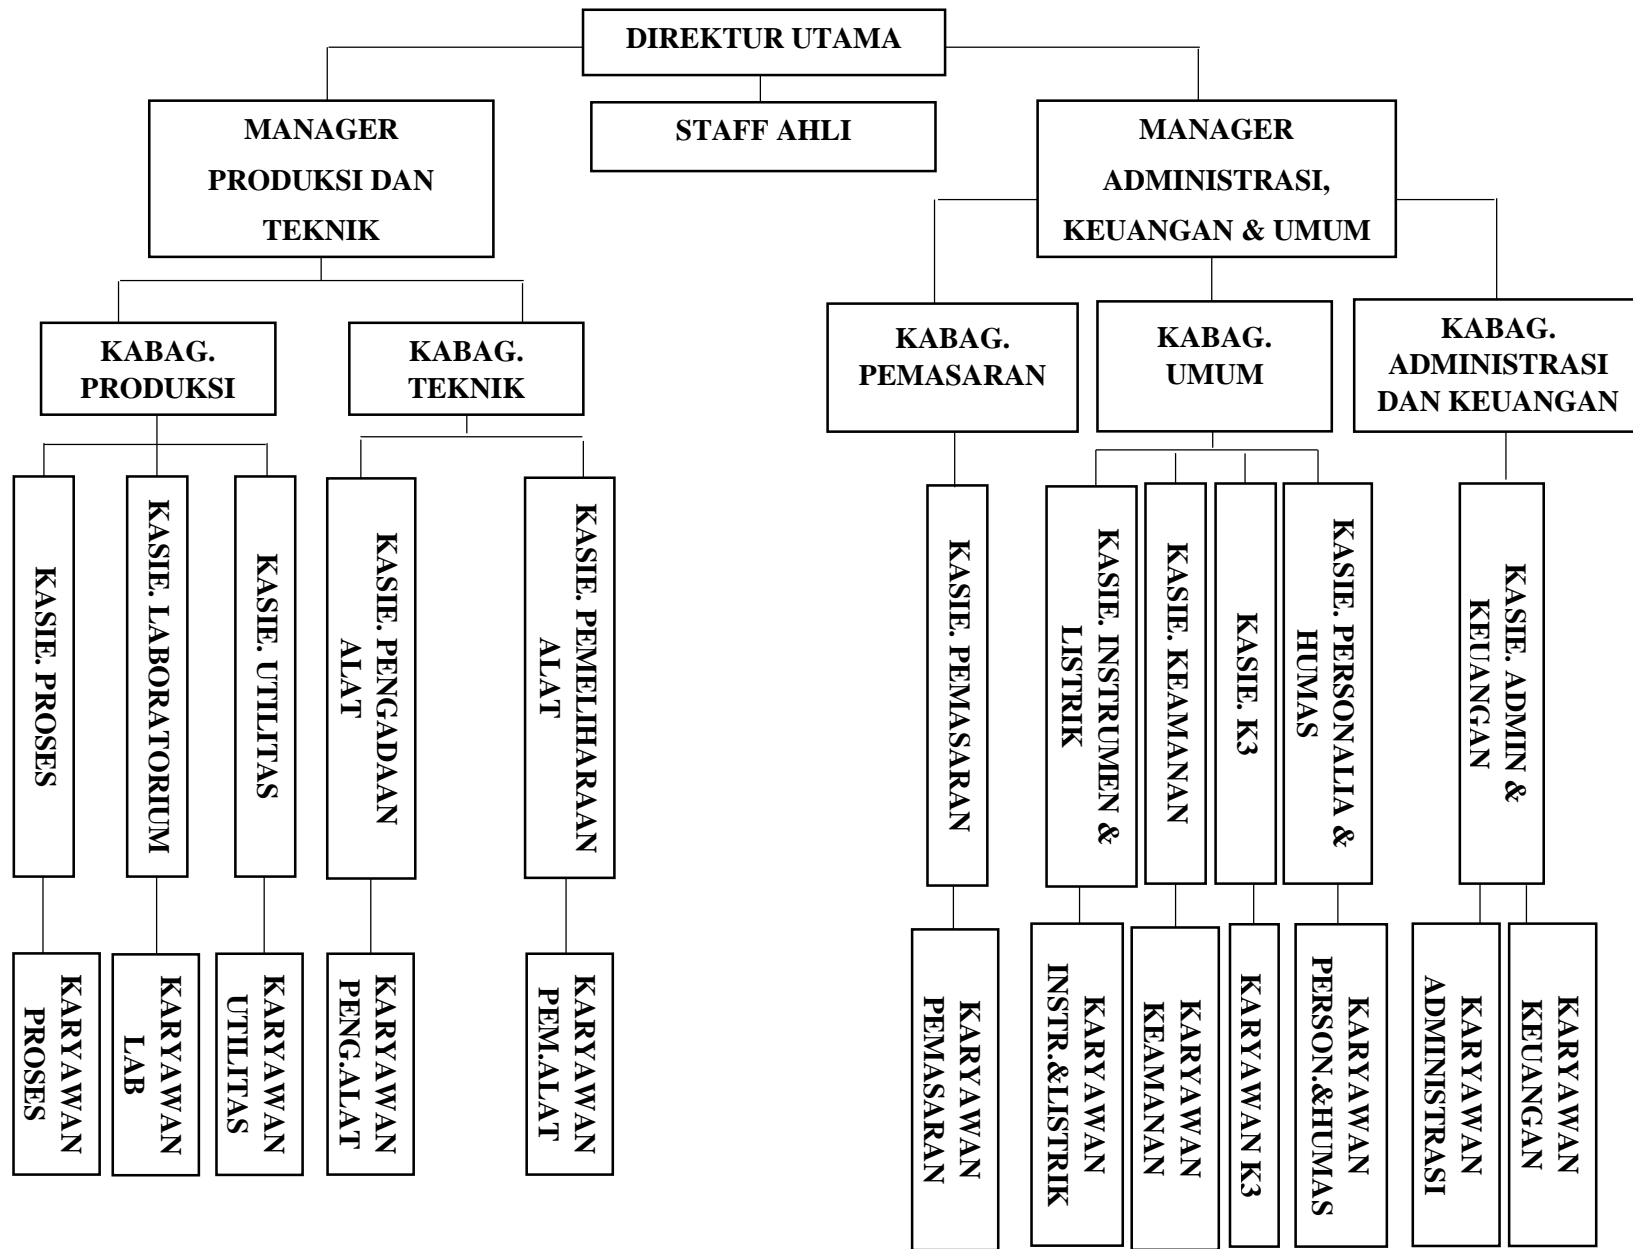 DIREKTUR UTAMA
STAFF AHLI
MANAGER
PRODUKSI DAN
TEKNIK
MANAGER
ADMINISTRASI,
KEUANGAN & UMUM
KABAG.
PRODUKSI
KABAG.
TEKNIK
KABAG.
PEMASARAN
KABAG.
UMUM
KABAG.
ADMINISTRASI
DAN KEUANGAN
KASIE. PROSES
KASIE. LABORATORIUM
KASIE. UTILITAS
KASIE. PENGADAAN
ALAT
KASIE. PEMELIHARAAN
ALAT
KASIE. PEMASARAN
KASIE. INSTRUMEN &
LISTRIK
KASIE. KEAMANAN
KASIE. K3
KASIE. PERSONALIA &
HUMAS
KASIE. ADMIN &
KEUANGAN
KARYAWAN
PROSES
KARYAWAN
LAB
KARYAWAN
UTILITAS
KARYAWAN
PENG.ALAT
KARYAWAN
PEM.ALAT
KARYAWAN
PEMASARAN
KARYAWAN
INSTR.&LISTRIK
KARYAWAN
KEAMANAN
KARYAWAN K3
KARYAWAN
PERSON.&HUMAS
KARYAWAN
ADMINISTRASI
KARYAWAN
KEUANGAN